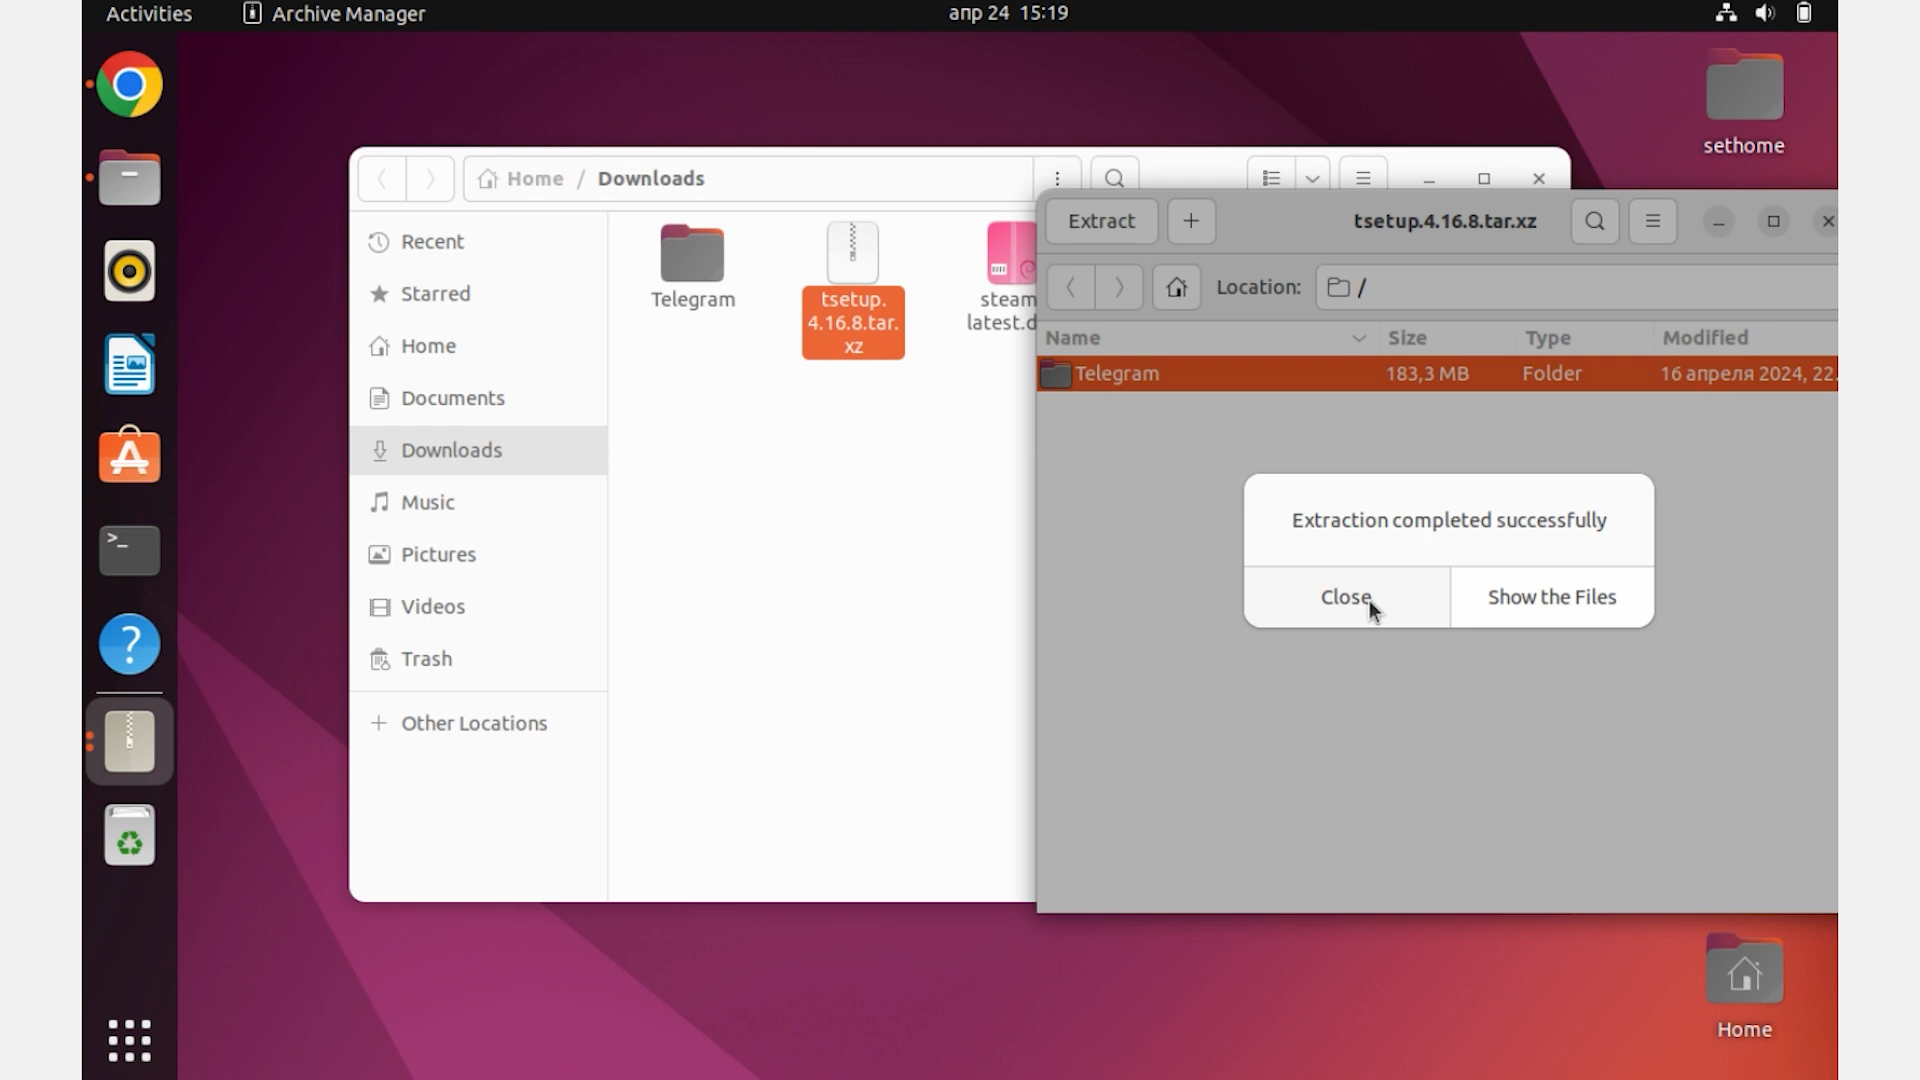 Activities
Archive Manager
апр 24 15:19
sethome
Home / Downloads
Recent
Starred
Home
Documents
Downloads
Music
Pictures
Videos
Trash
Other Locations
Telegram
tsetup.
4.16.8.tar.
xz
steam
latest.d
Extract
tsetup.4.16.8.tar.xz
Location:
/
Name
Size
Type
Modified
Telegram
183,3 MB
Folder
16 апреля 2024, 22.
Extraction completed successfully
Close
Show the Files
>_
?
Home